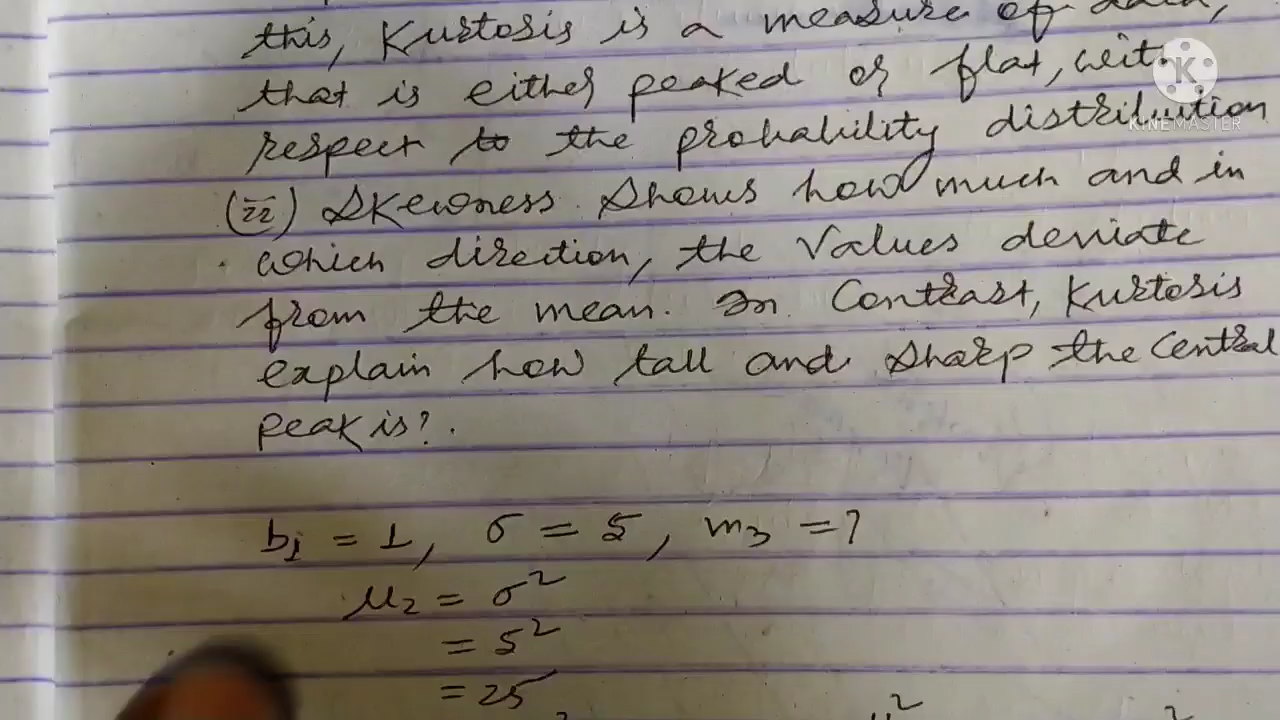 this, Kurtosis is a measure of data,
that is either peaked or flat, with
respect to the probability distribution
KINEMASTER
(ii) Skewness shows how much and in
which direction, the values deviate
from the mean. In Contrast, Kurtosis
explain how tall and sharp the central
peak is?.
b₁ = 1, σ = 5, m₃ = ?
μ₂ = σ²
= 5²
= 25